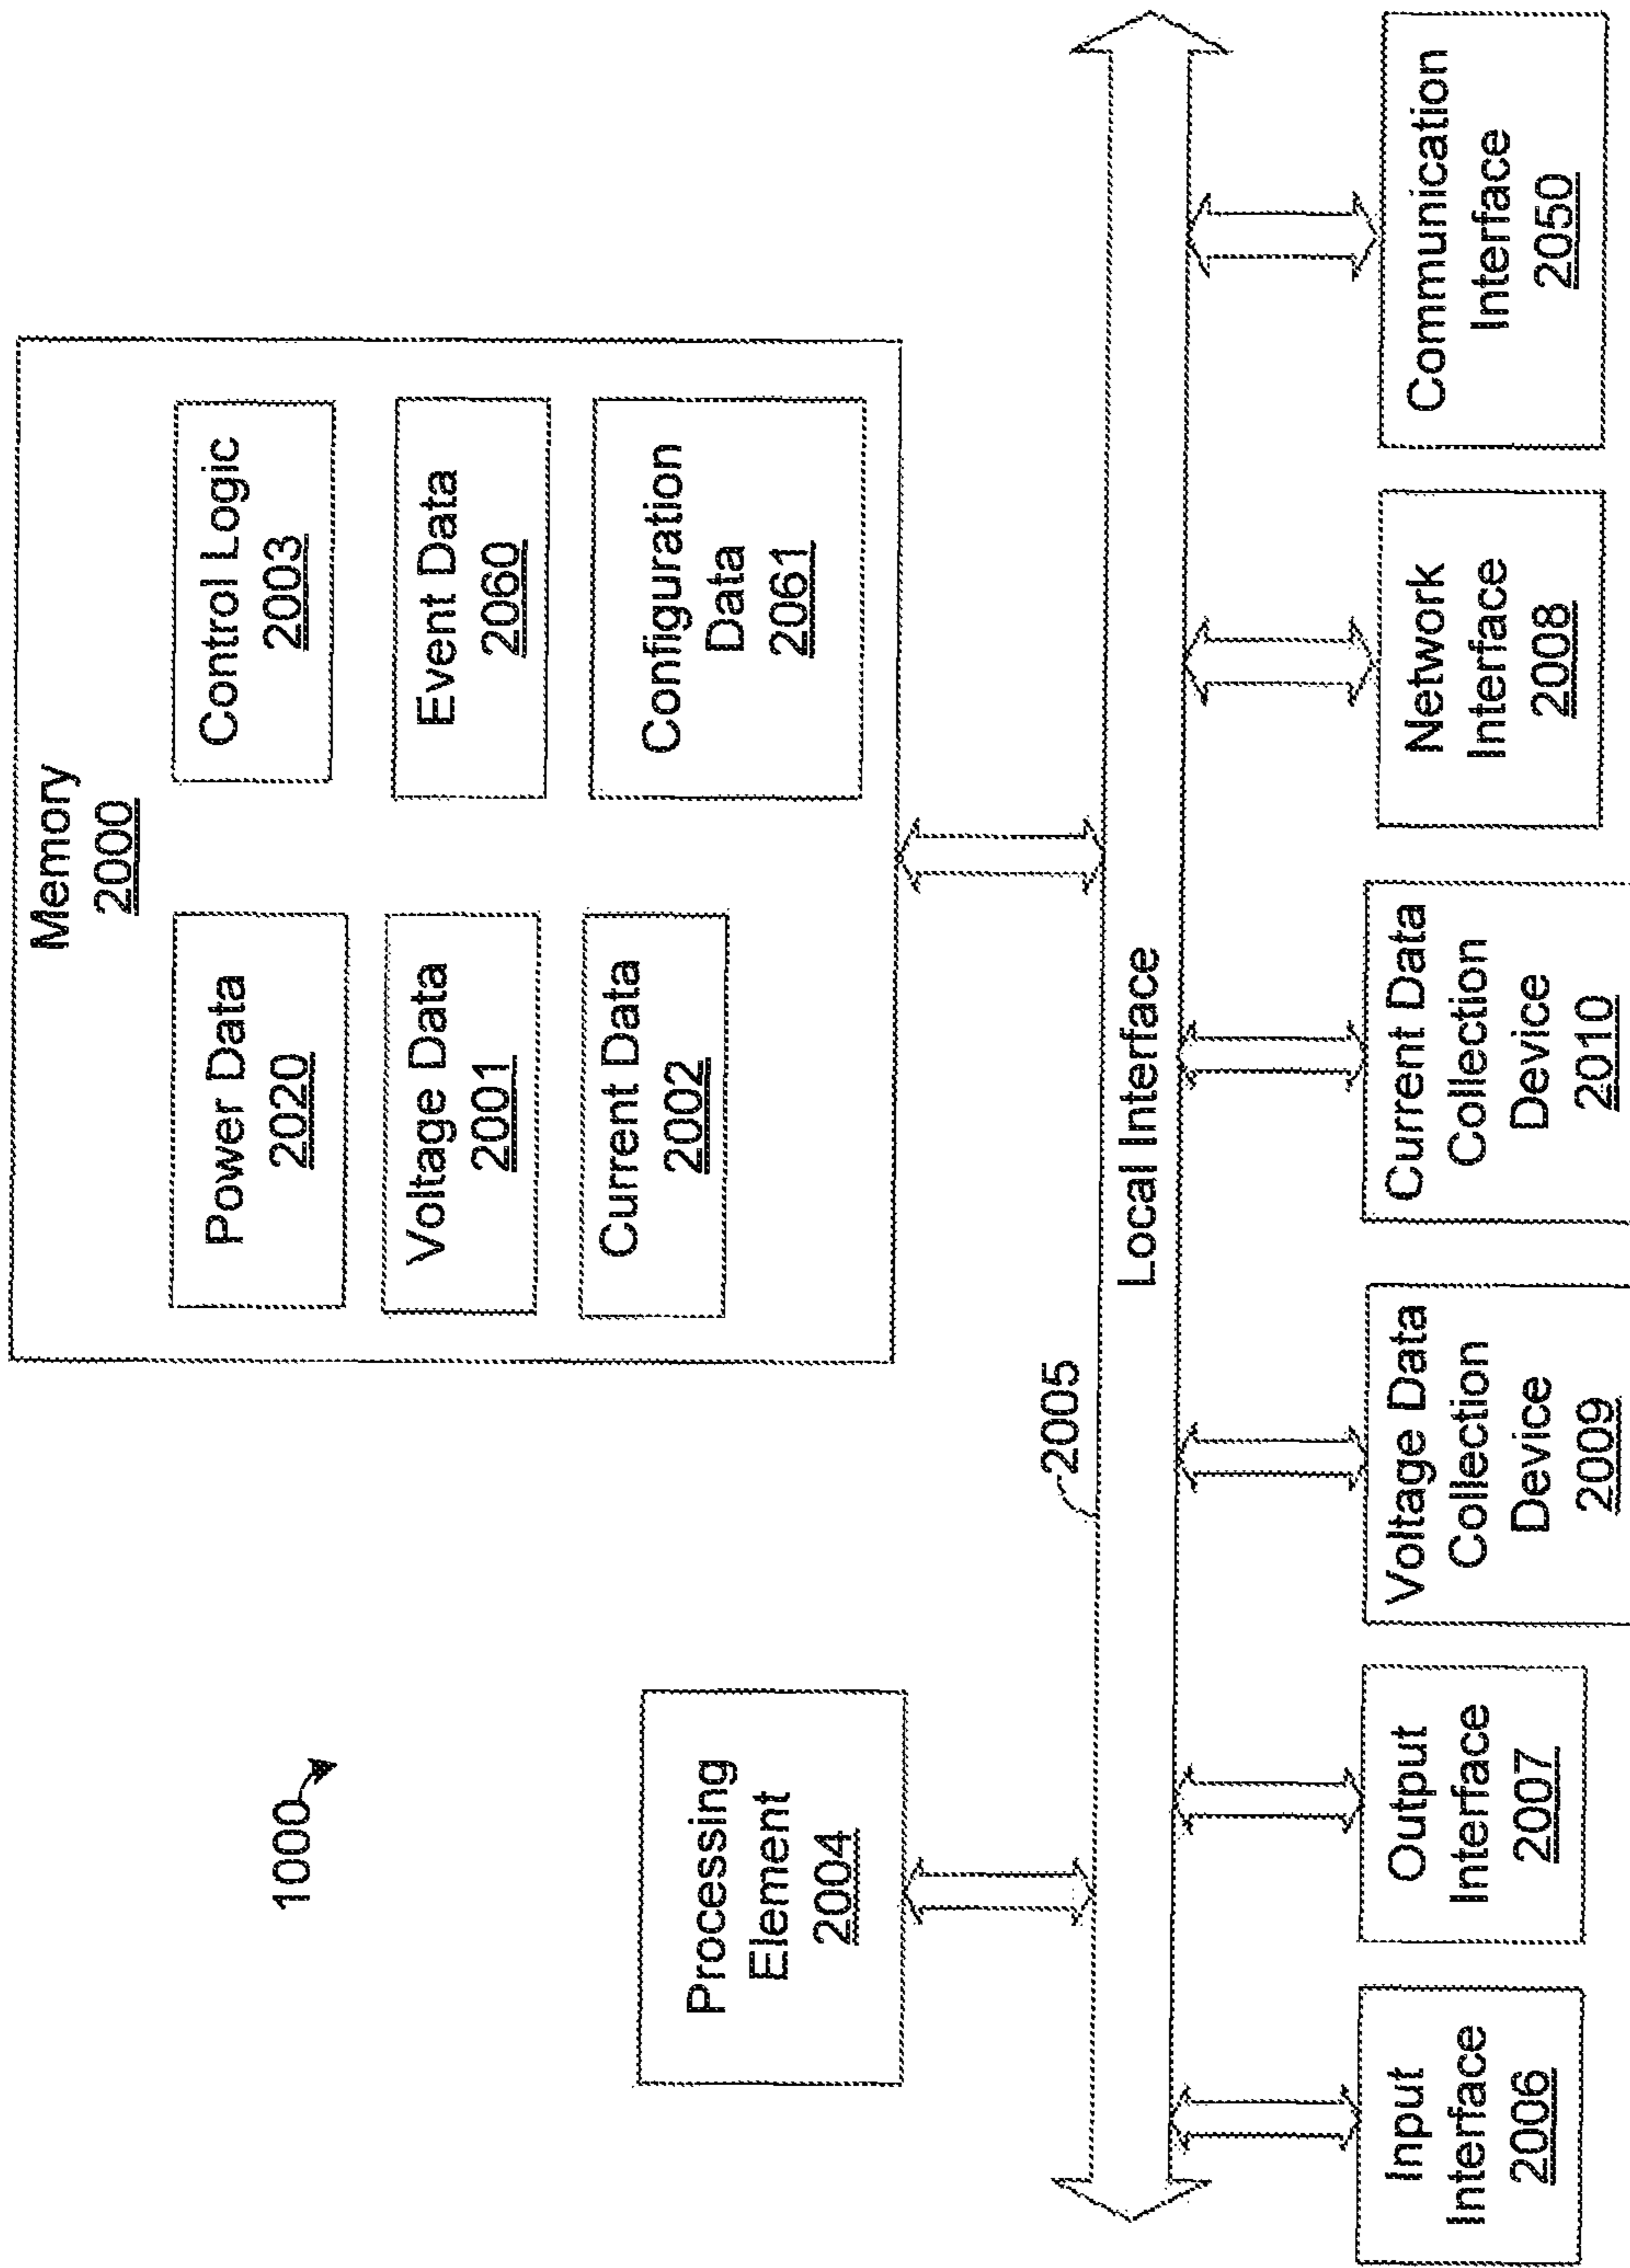 1000
Memory
2000
Power Data
2020
Control Logic
2003
Voltage Data
2001
Event Data
2060
Current Data
2002
Configuration
Data
2061
Processing
Element
2004
2005
Local Interface
Input
Interface
2006
Output
Interface
2007
Voltage Data
Collection
Device
2009
Current Data
Collection
Device
2010
Network
Interface
2008
Communication
Interface
2050